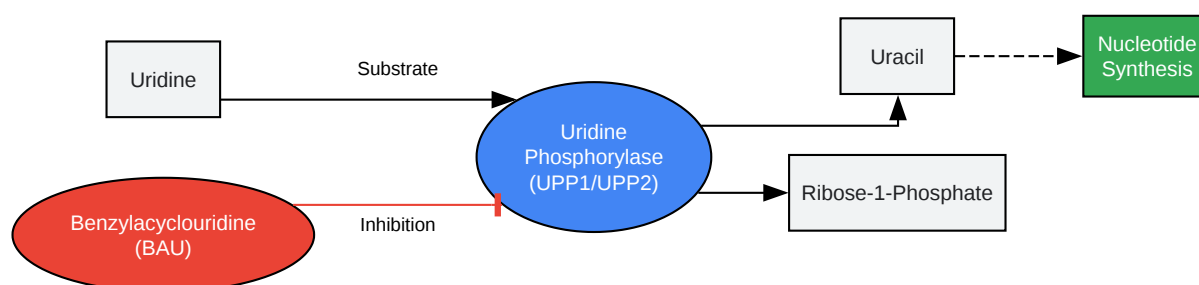 Uridine
Substrate
Uridine
Phosphorylase
(UPP1/UPP2)
Uracil
Nucleotide
Synthesis
Ribose-1-Phosphate
Benzylacyclouridine
(BAU)
Inhibition